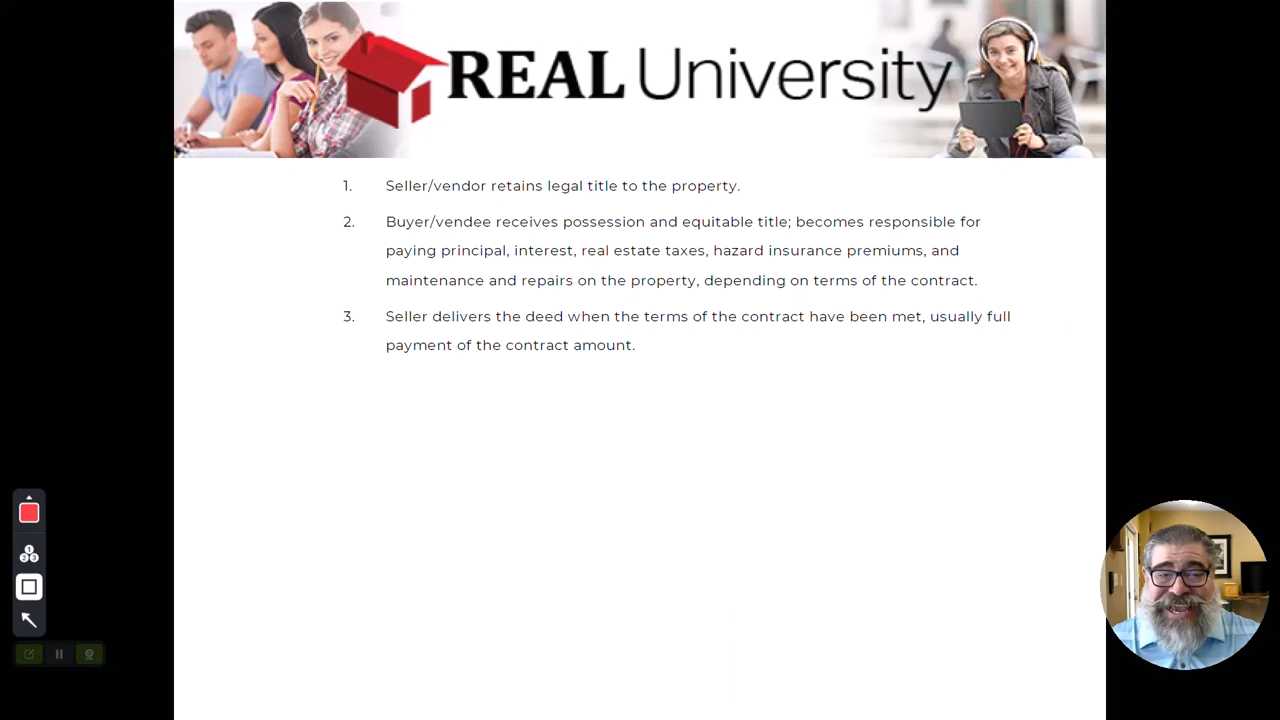 REAL University
1. Seller/vendor retains legal title to the property.
2. Buyer/vendee receives possession and equitable title; becomes responsible for
paying principal, interest, real estate taxes, hazard insurance premiums, and
maintenance and repairs on the property, depending on terms of the contract.
3. Seller delivers the deed when the terms of the contract have been met, usually full
payment of the contract amount.